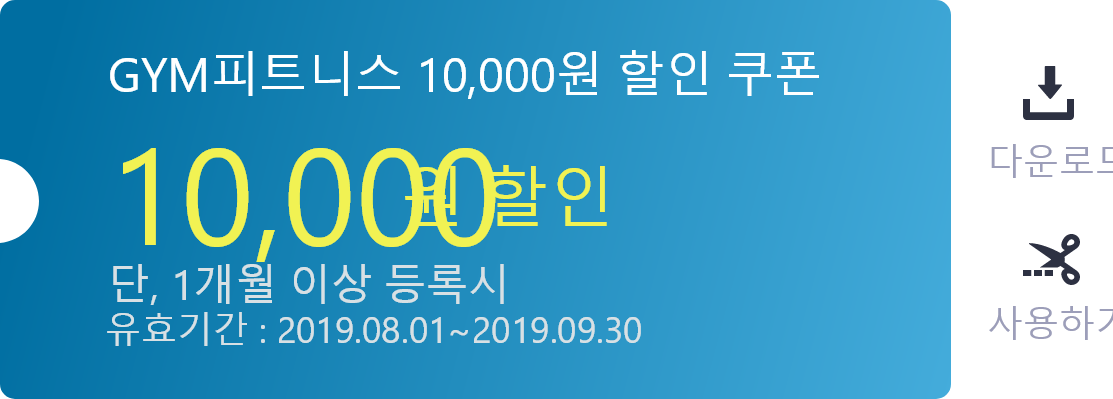 GYM피트니스 10,000원 할인 쿠폰
10,000원 할인
단, 1개월 이상 등록시
유효기간 : 2019.08.01~2019.09.30
다운로드
사용하기